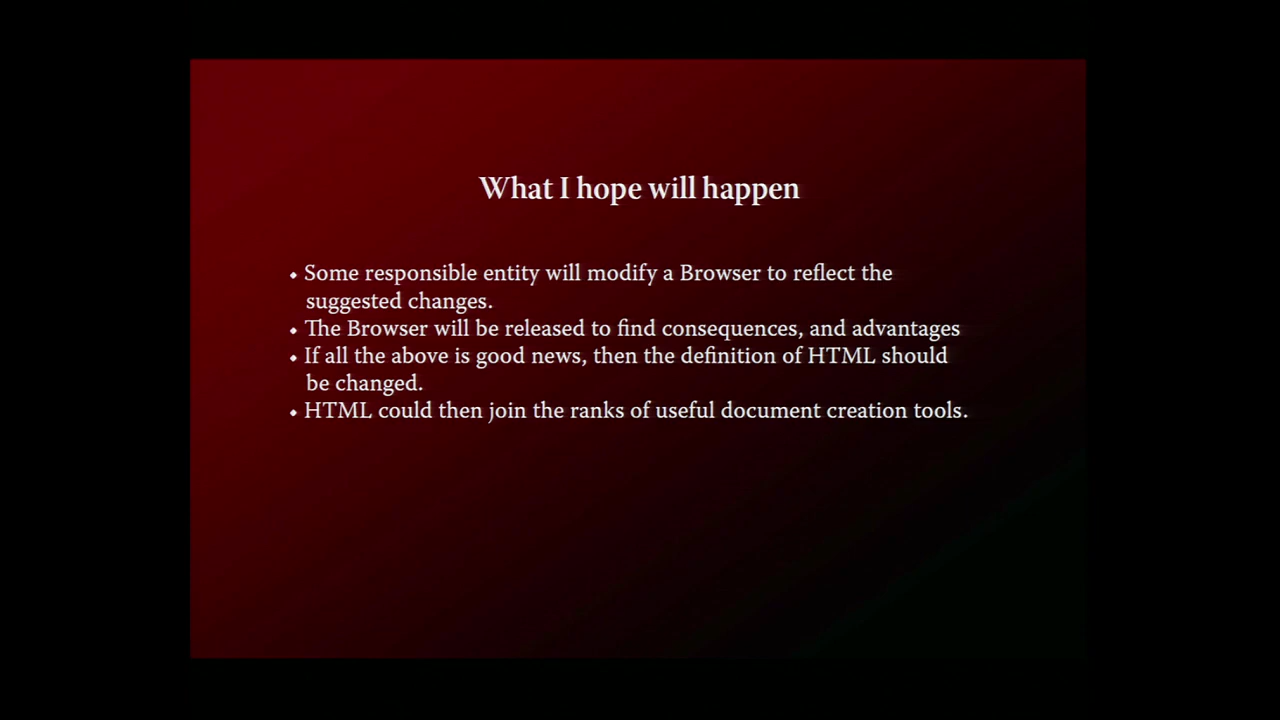 What I hope will happen
• Some responsible entity will modify a Browser to reflect the
suggested changes.
• The Browser will be released to find consequences, and advantages
• If all the above is good news, then the definition of HTML should
be changed.
• HTML could then join the ranks of useful document creation tools.